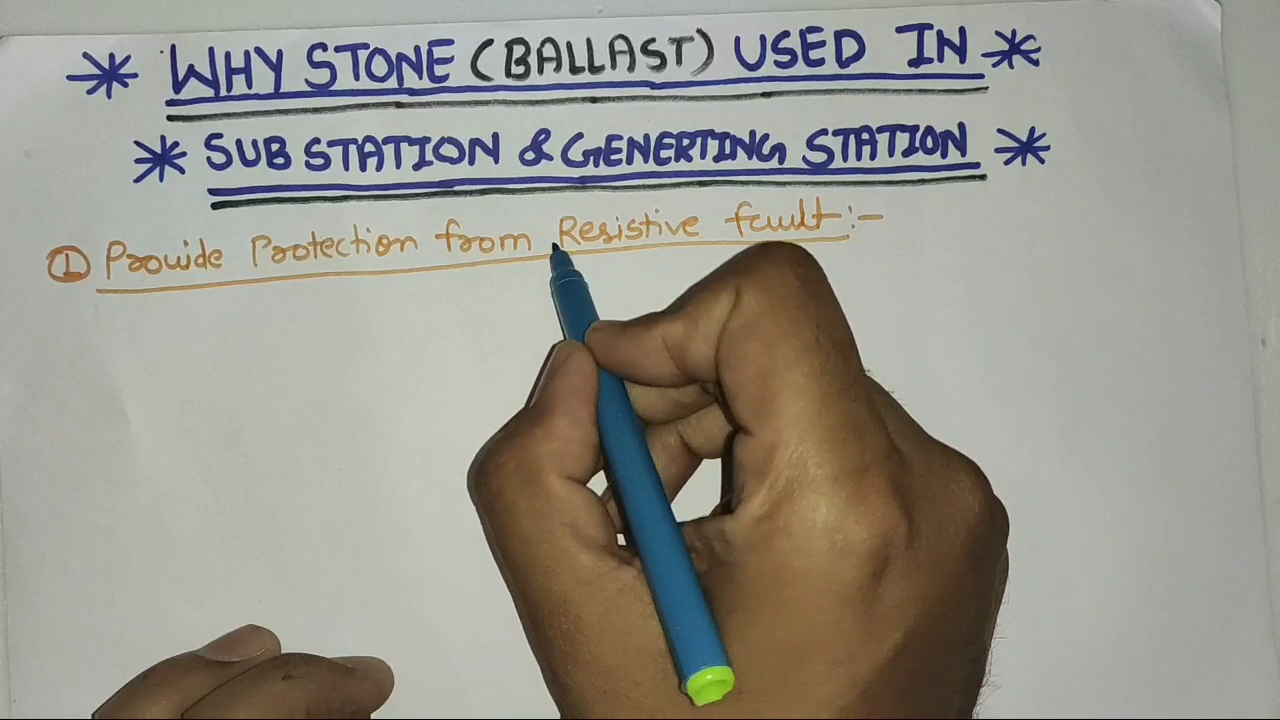 * WHY STONE (BALLAST) USED IN *
* SUB STATION & GENERTING STATION *
① Provide Protection from Resistive fault:-